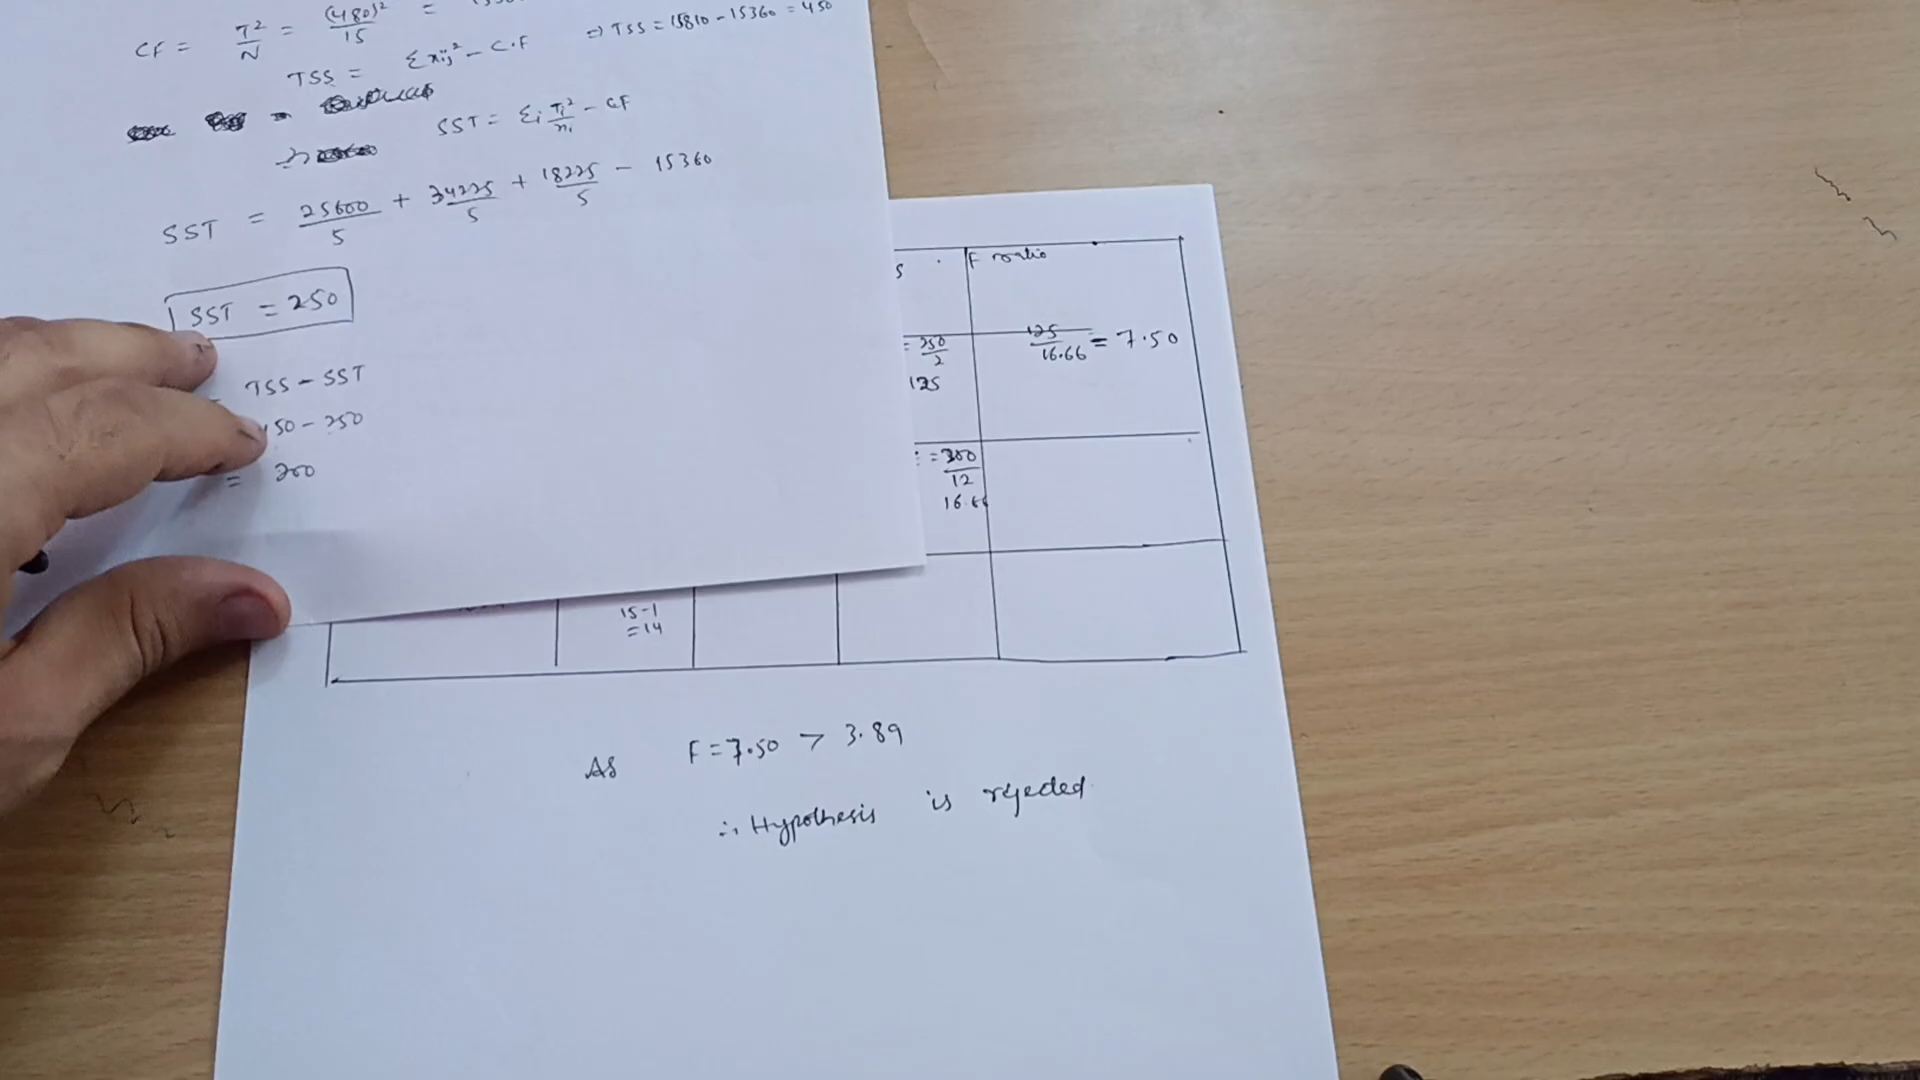 CF = T²/N = (480)²/15 =
TSS = Σxij² - C.F ⇒ TSS = 15810 - 15360 = 450
SST = Σi Ti²/ni - CF
SST = 25600/5 + 34225/5 + 18225/5 - 15360
SST = 250
TSS - SST
50 - 250
= 200
S F ratio
= 250/2 125/16.66 = 7.50
125
= 200/12
16.66
15-1
=14
As F = 7.50 > 3.89
∴ Hypothesis is rejected